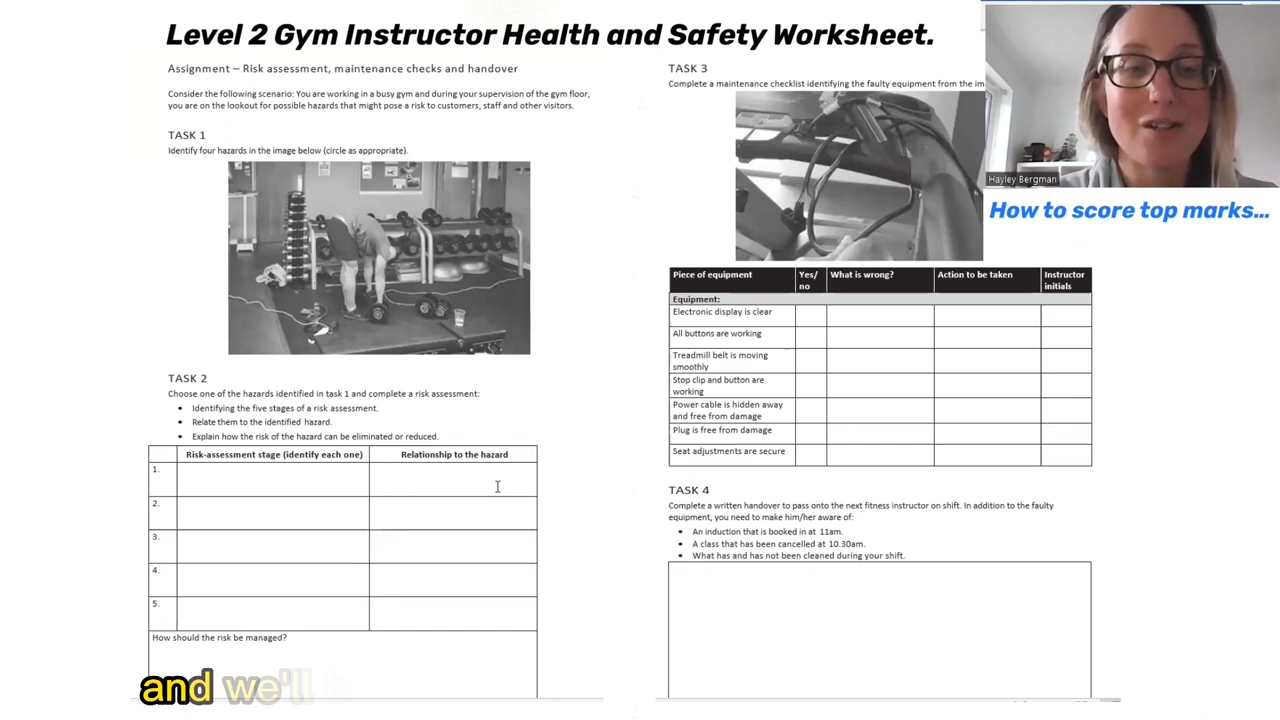 Level 2 Gym Instructor Health and Safety Worksheet.
Assignment – Risk assessment, maintenance checks and handover
Consider the following scenario: You are working in a busy gym and during your supervision of the gym floor,
you are on the lookout for possible hazards that might pose a risk to customers, staff and other visitors.
TASK 1
Identify four hazards in the image below (circle as appropriate).
TASK 2
Choose one of the hazards identified in task 1 and complete a risk assessment:
• Identifying the five stages of a risk assessment.
• Relate them to the identified hazard.
• Explain how the risk of the hazard can be eliminated or reduced.
Risk-assessment stage (identify each one) Relationship to the hazard
1.
2.
3.
4.
5.
How should the risk be managed?
and we'll
TASK 3
Complete a maintenance checklist identifying the faulty equipment from the im
Hayley Bergman
How to score top marks...
Piece of equipment Yes/ no What is wrong? Action to be taken Instructor initials
Equipment:
Electronic display is clear
All buttons are working
Treadmill belt is moving
smoothly
Stop clip and button are
working
Power cable is hidden away
and free from damage
Plug is free from damage
Seat adjustments are secure
TASK 4
Complete a written handover to pass onto the next fitness instructor on shift. In addition to the faulty
equipment, you need to make him/her aware of:
• An induction that is booked in at 11am.
• A class that has been cancelled at 10.30am.
• What has and has not been cleaned during your shift.